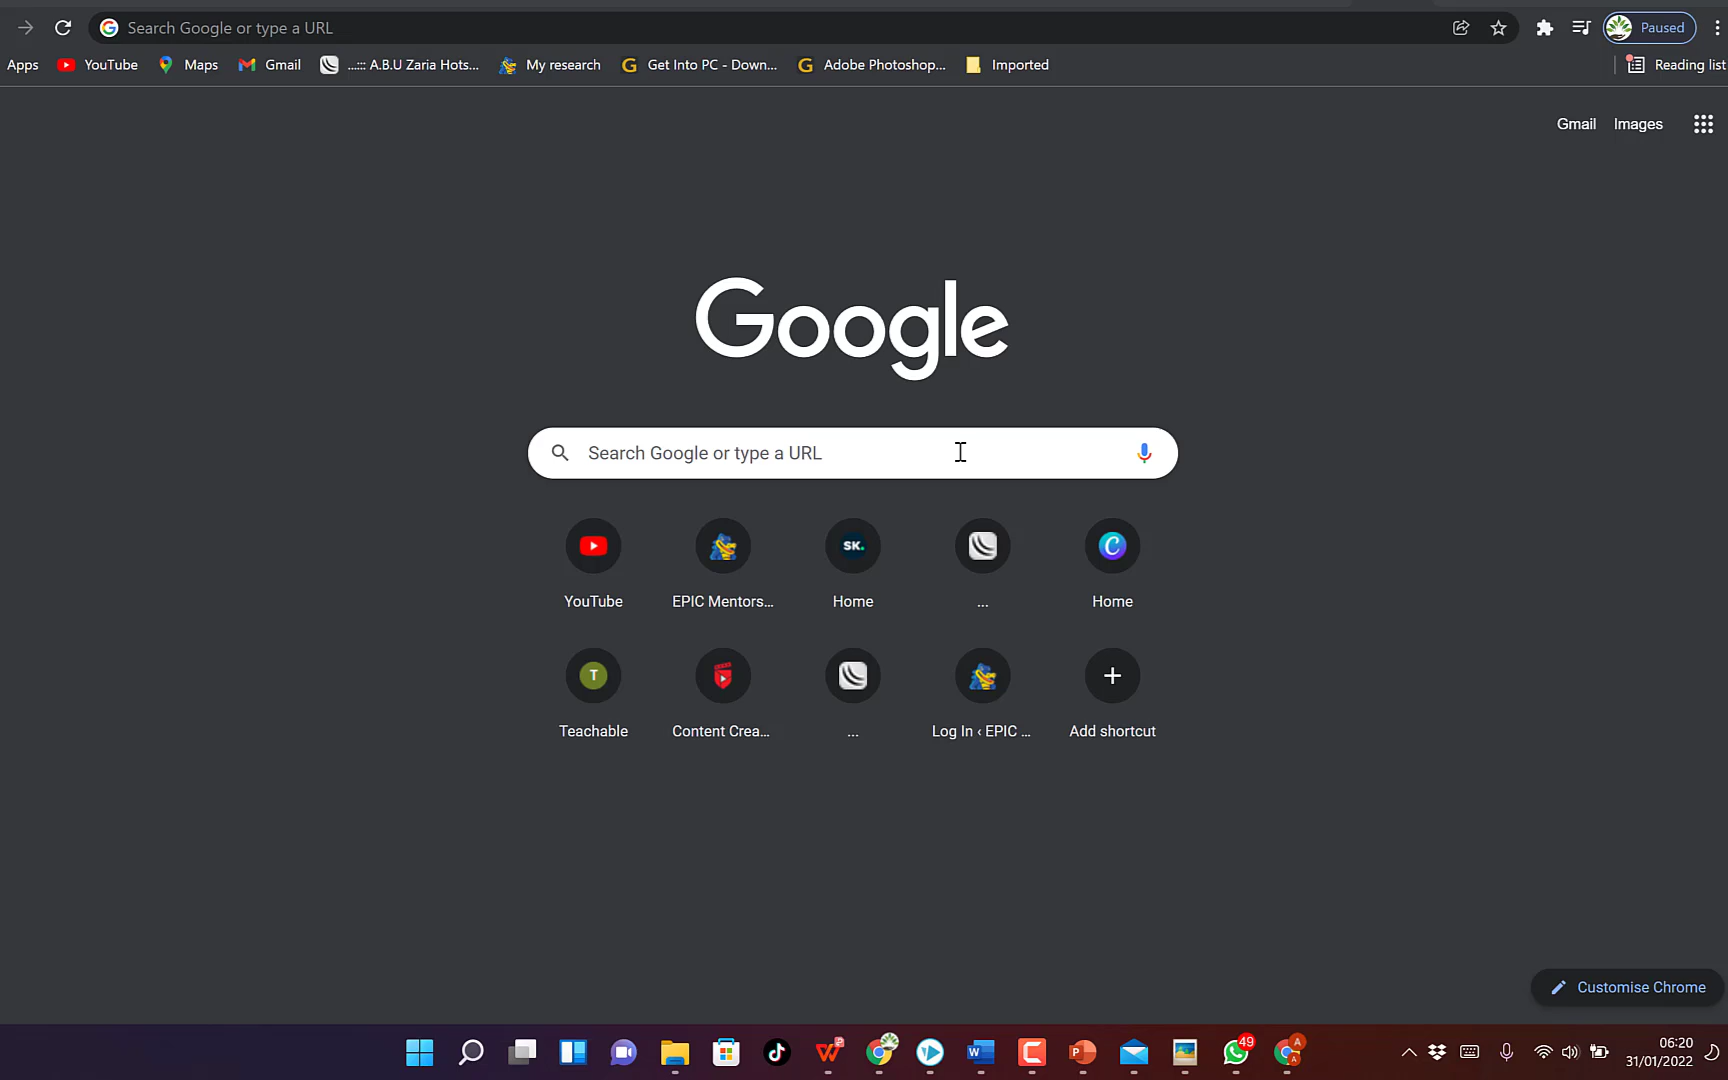 Search Google or type a URL
Paused
Apps YouTube Maps Gmail ...::: A.B.U Zaria Hots... My research Get Into PC - Down... Adobe Photoshop... Imported Reading list
Gmail Images
Google
Search Google or type a URL
SK.
YouTube EPIC Mentors... Home ... Home
T
Teachable Content Crea... ... Log In ‹ EPIC ... Add shortcut
Customise Chrome
49
A
06:20
31/01/2022